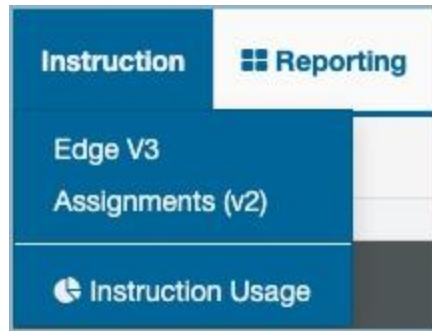 Instruction
Reporting
Edge V3
Assignments (v2)
Instruction Usage